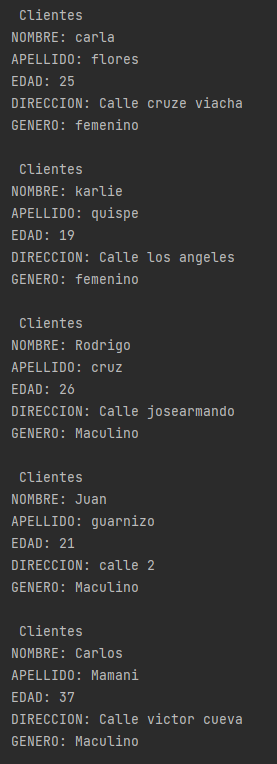 Clientes
NOMBRE: carla
APELLIDO: flores
EDAD: 25
DIRECCION: Calle cruze viacha
GENERO: femenino
Clientes
NOMBRE: karlie
APELLIDO: quispe
EDAD: 19
DIRECCION: Calle los angeles
GENERO: femenino
Clientes
NOMBRE: Rodrigo
APELLIDO: cruz
EDAD: 26
DIRECCION: Calle josearmando
GENERO: Maculino
Clientes
NOMBRE: Juan
APELLIDO: guarnizo
EDAD: 21
DIRECCION: calle 2
GENERO: Maculino
Clientes
NOMBRE: Carlos
APELLIDO: Mamani
EDAD: 37
DIRECCION: Calle victor cueva
GENERO: Maculino